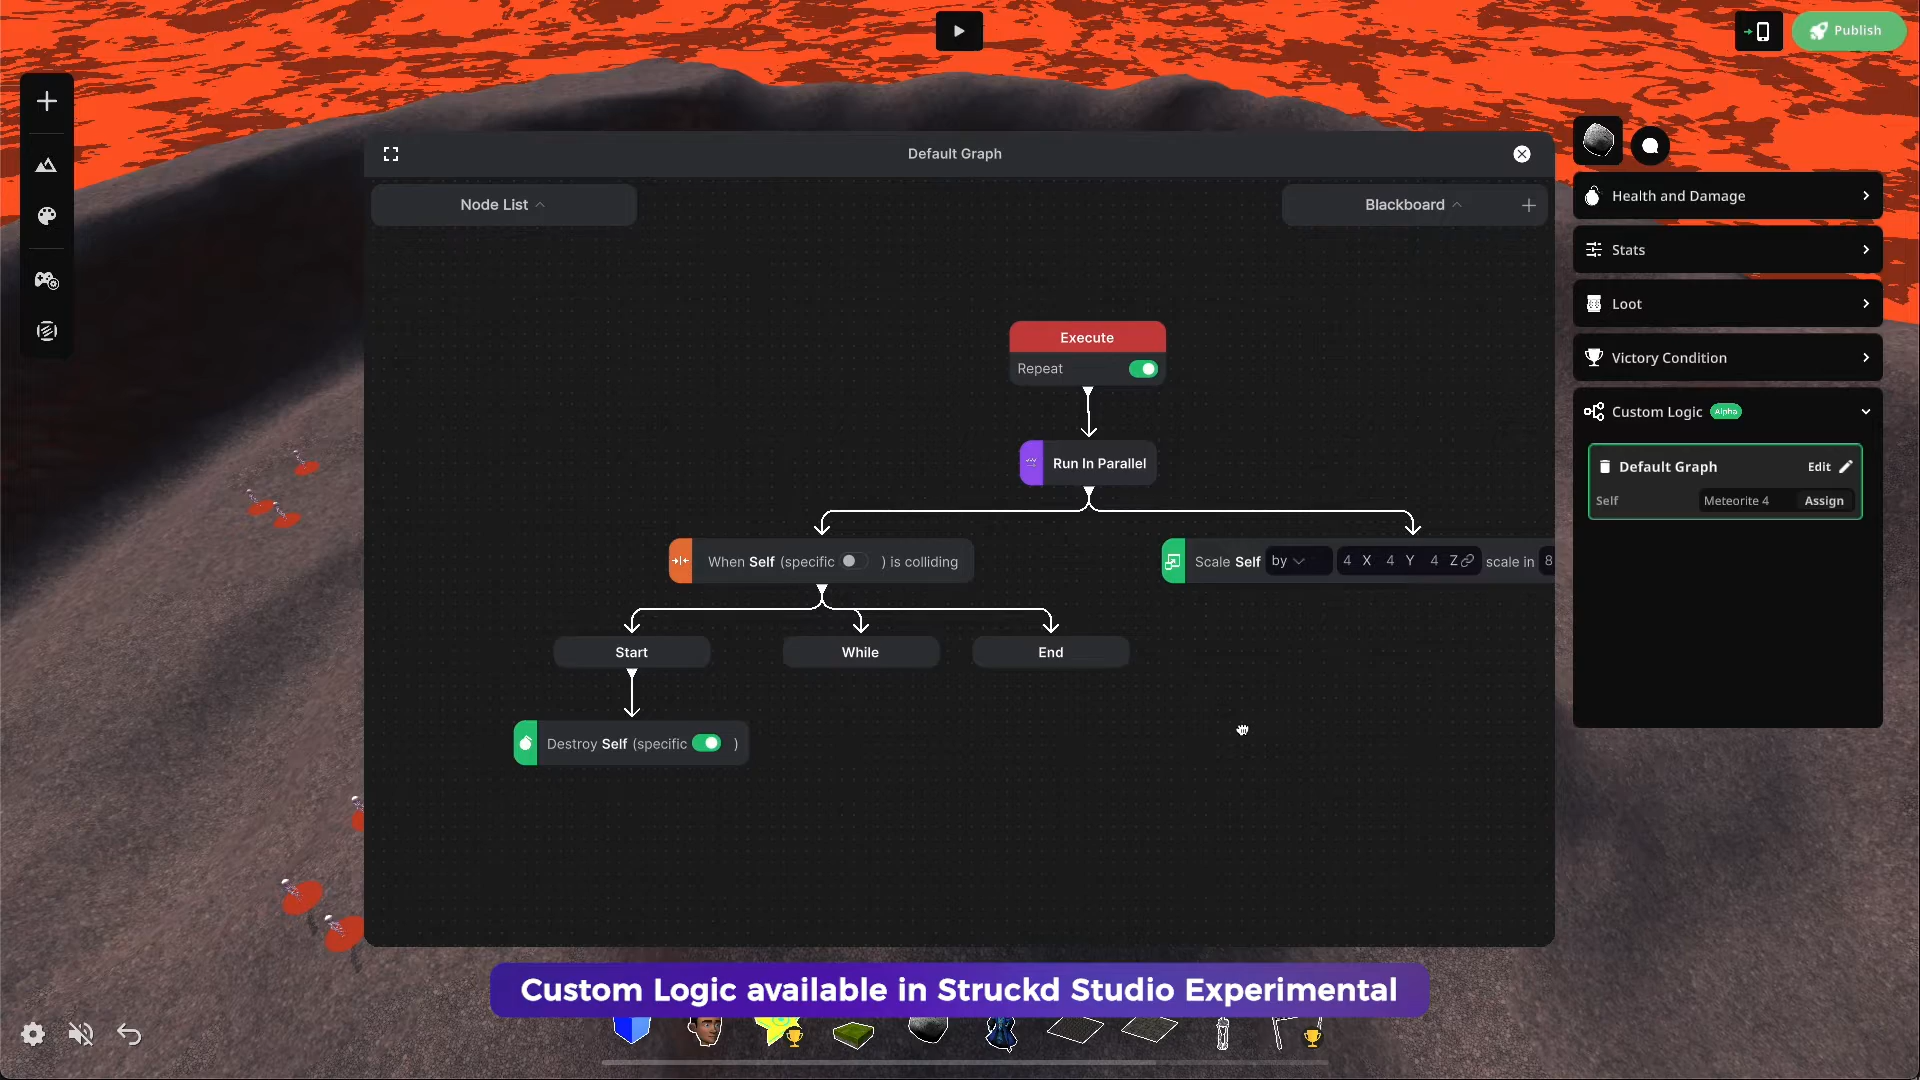 Publish
Default Graph
Node List
Blackboard
Health and Damage
Stats
Loot
Victory Condition
Custom Logic Alpha
Default Graph Edit
Self Meteorite 4 Assign
Execute
Repeat
Run In Parallel
When Self (specific ) is colliding
Scale Self by 4 X 4 Y 4 Z scale in 8
Start
While
End
Destroy Self (specific )
Custom Logic available in Struckd Studio Experimental